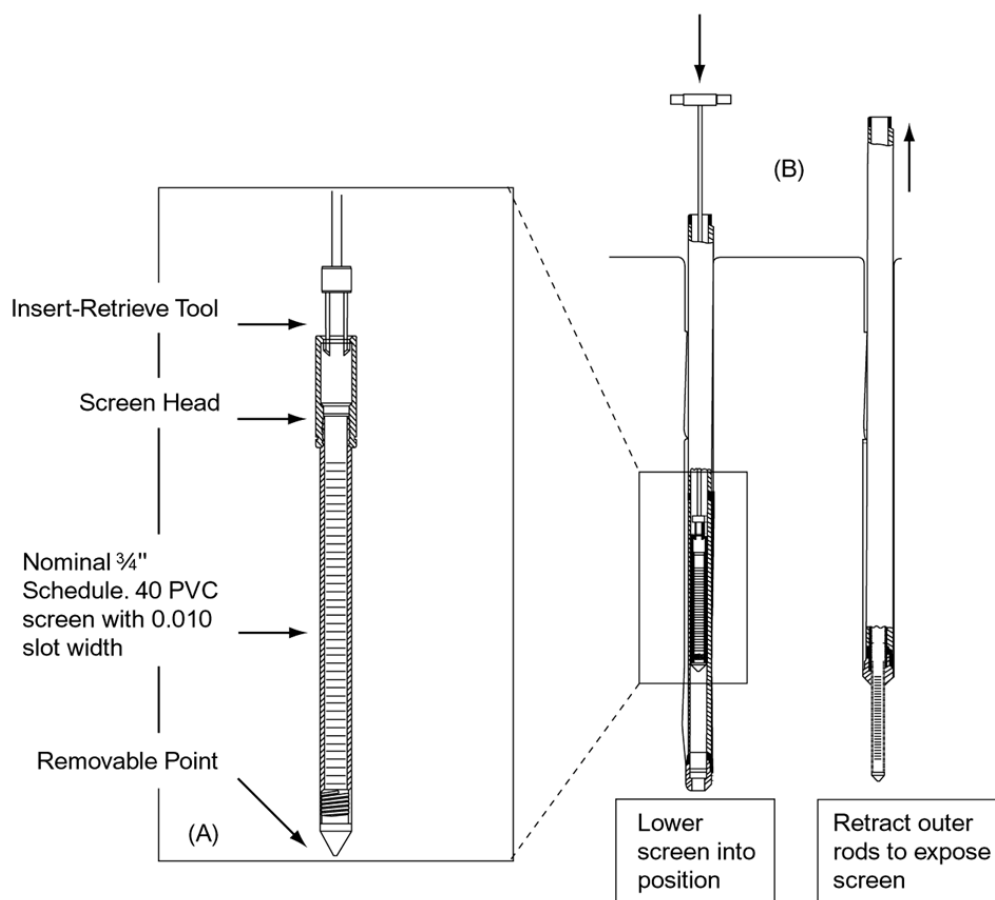 (B)
Insert-Retrieve Tool
Screen Head
Nominal ¾"
Schedule. 40 PVC
screen with 0.010
slot width
Removable Point
(A)
Lower
screen into
position
Retract outer
rods to expose
screen